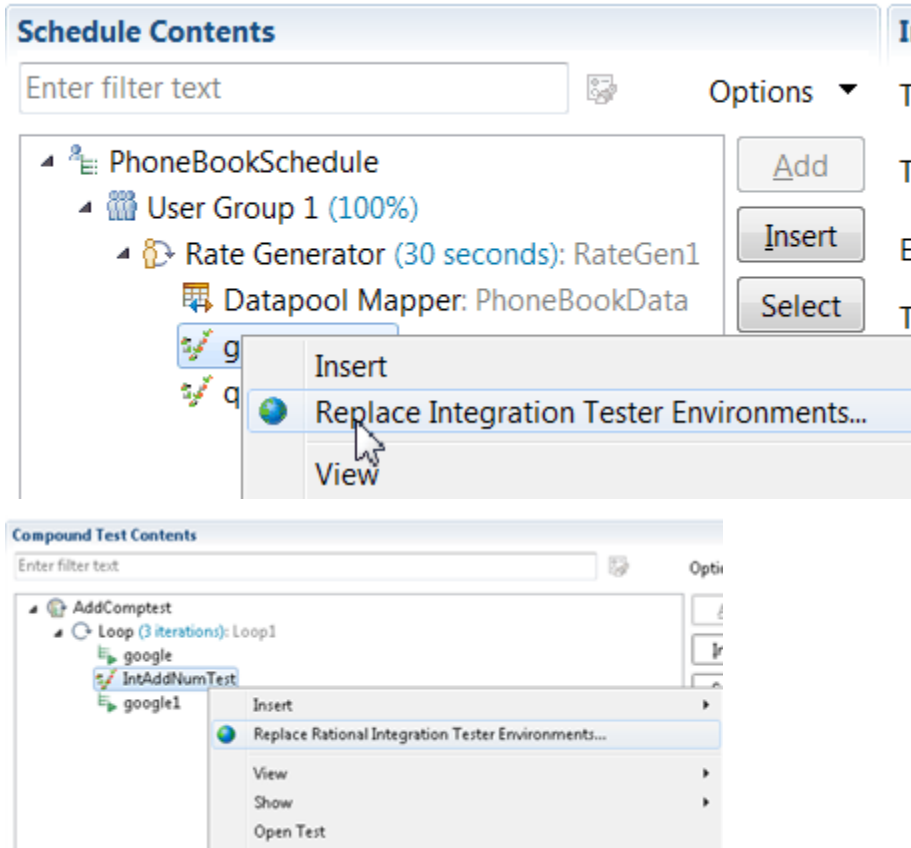 Schedule Contents
Enter filter text
Options
PhoneBookSchedule
Add
User Group 1 (100%)
Insert
Rate Generator (30 seconds): RateGen1
Datapool Mapper: PhoneBookData
Select
g
Insert
q
Replace Integration Tester Environments...
View
Compound Test Contents
Enter filter text
AddComptest
Loop (3 iterations): Loop1
google
IntAddNumTest
google1
Insert
Replace Rational Integration Tester Environments...
View
Show
Open Test